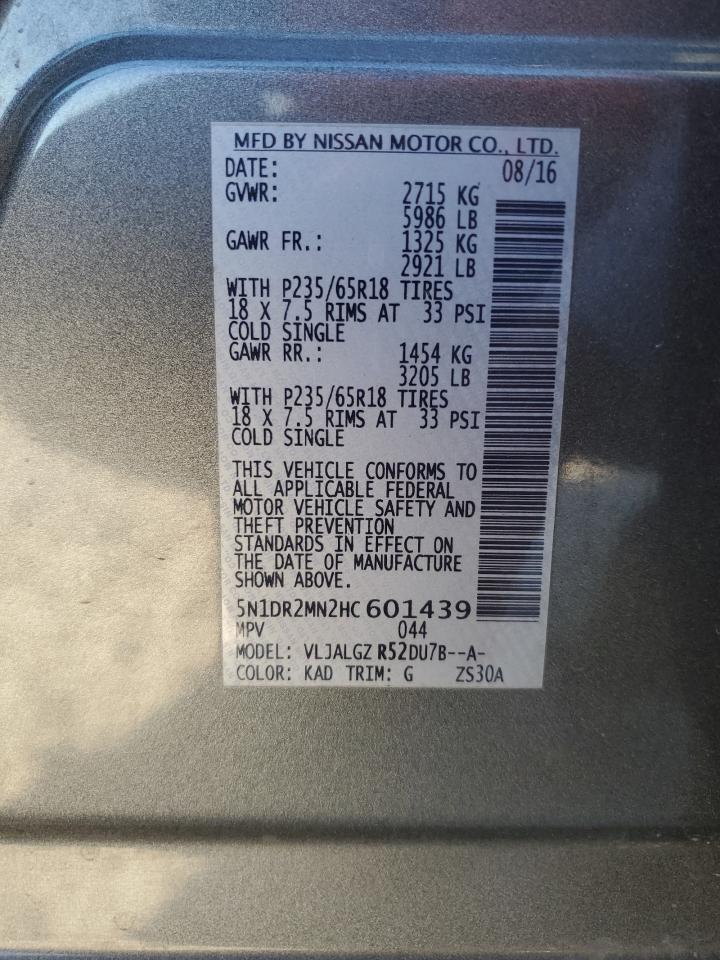 MFD BY NISSAN MOTOR CO., LTD.
DATE: 08/16
GVWR: 2715 KG
5986 LB
GAWR FR.: 1325 KG
2921 LB
WITH P235/65R18 TIRES
18 X 7.5 RIMS AT 33 PSI
COLD SINGLE
GAWR RR.: 1454 KG
3205 LB
WITH P235/65R18 TIRES
18 X 7.5 RIMS AT 33 PSI
COLD SINGLE
THIS VEHICLE CONFORMS TO
ALL APPLICABLE FEDERAL
MOTOR VEHICLE SAFETY AND
THEFT PREVENTION
STANDARDS IN EFFECT ON
THE DATE OF MANUFACTURE
SHOWN ABOVE.
5N1DR2MN2HC601439
MPV 044
MODEL: VLJALGZ R52DU7B--A-
COLOR: KAD TRIM: G ZS30A